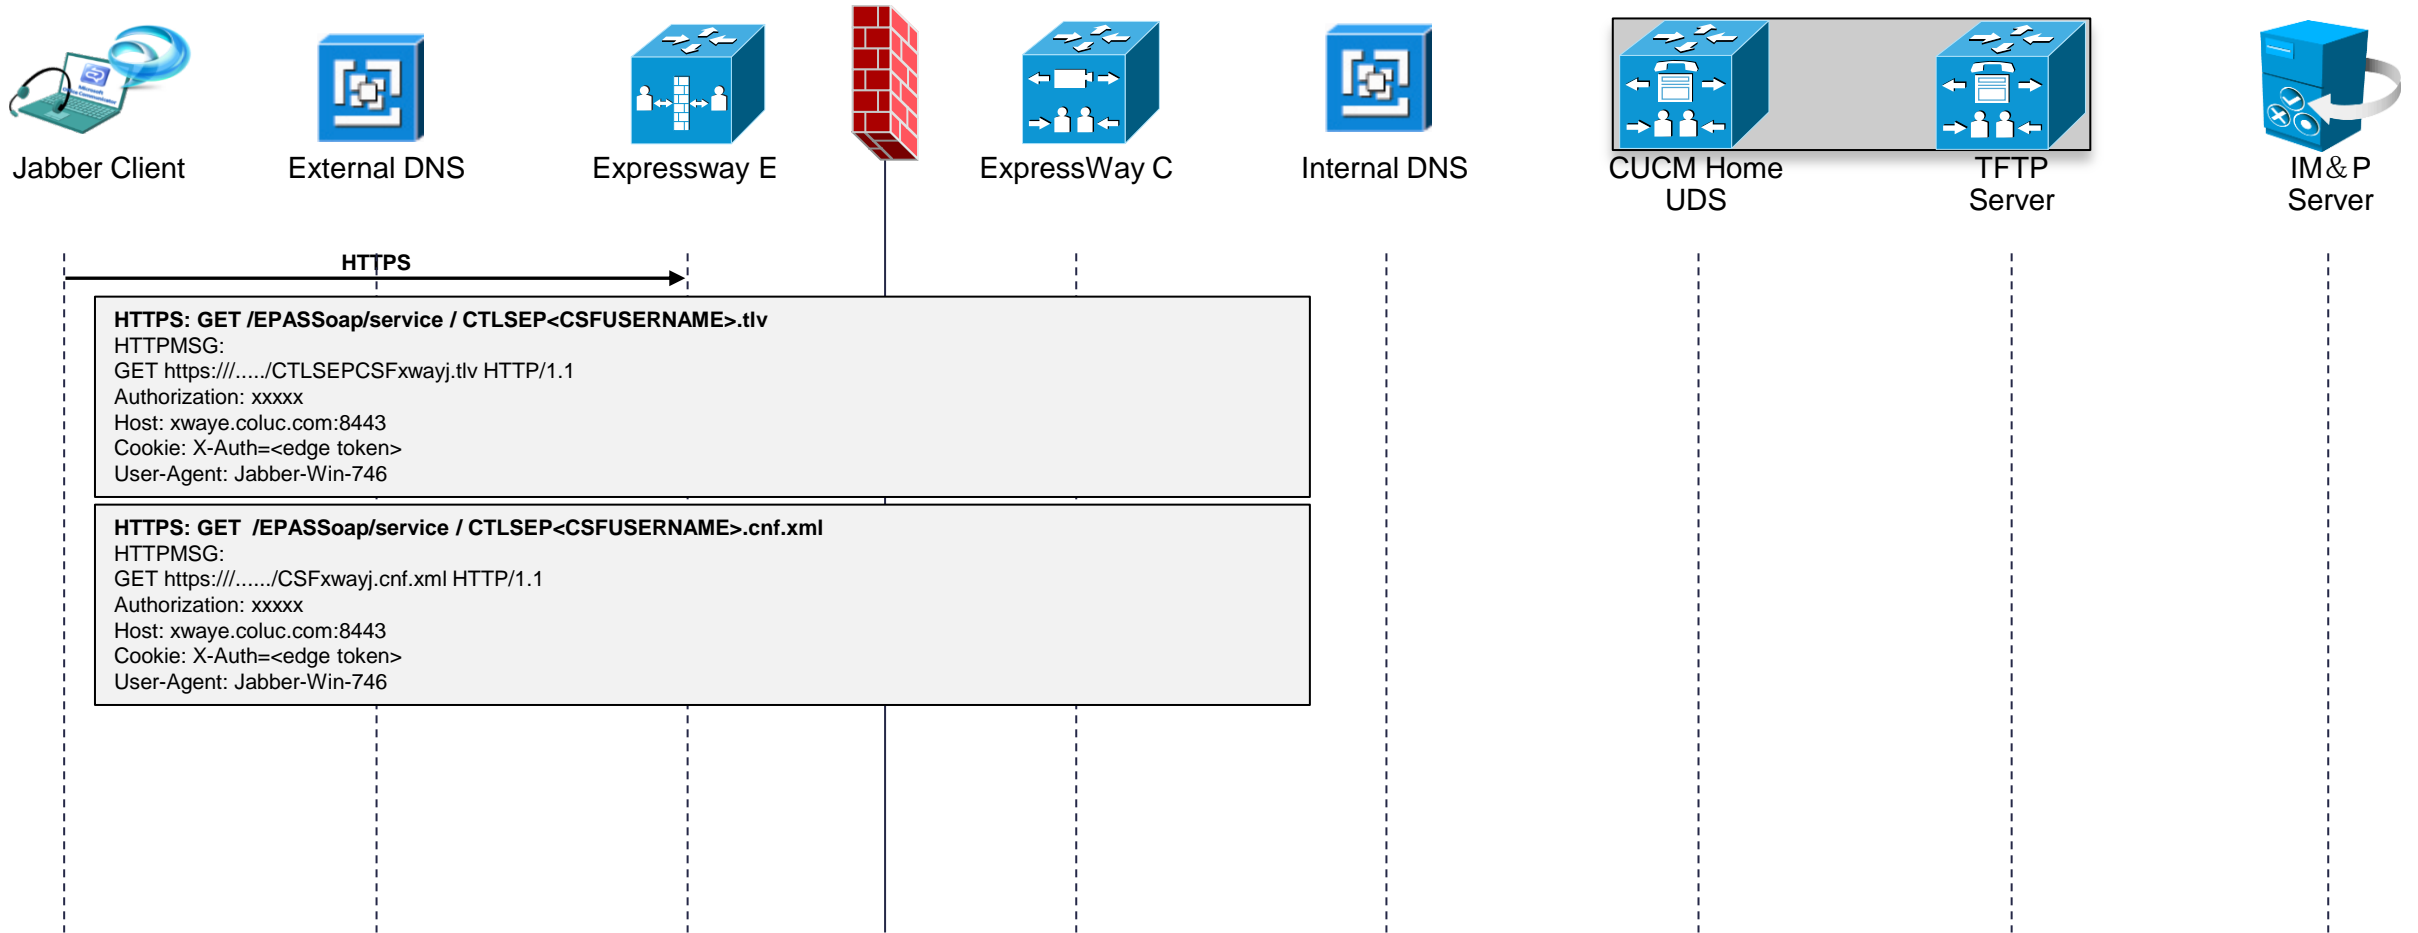 Jabber Client
External DNS
Expressway E
ExpressWay C
Internal DNS
CUCM Home
UDS
TFTP
Server
IM&P
Server
HTTPS
HTTPS: GET /EPASSoap/service / CTLSEP<CSFUSERNAME>.tlv
HTTPMSG:
GET https:///...../CTLSEPCSFxwayj.tlv HTTP/1.1
Authorization: xxxxx
Host: xwaye.coluc.com:8443
Cookie: X-Auth=<edge token>
User-Agent: Jabber-Win-746
HTTPS: GET  /EPASSoap/service / CTLSEP<CSFUSERNAME>.cnf.xml
HTTPMSG:
GET https:///....../CSFxwayj.cnf.xml HTTP/1.1
Authorization: xxxxx
Host: xwaye.coluc.com:8443
Cookie: X-Auth=<edge token>
User-Agent: Jabber-Win-746